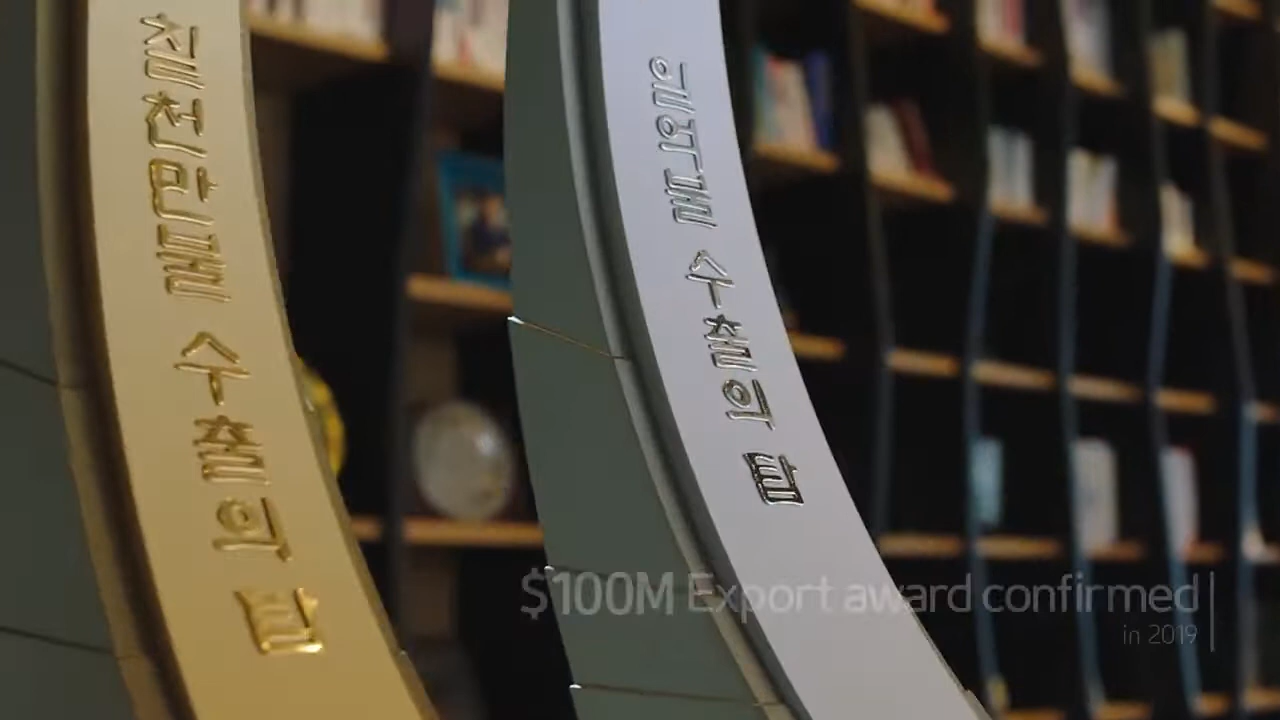 칠천만불 수출의 탑
일억불 수출의 탑
$100M Export award confirmed
in 2019